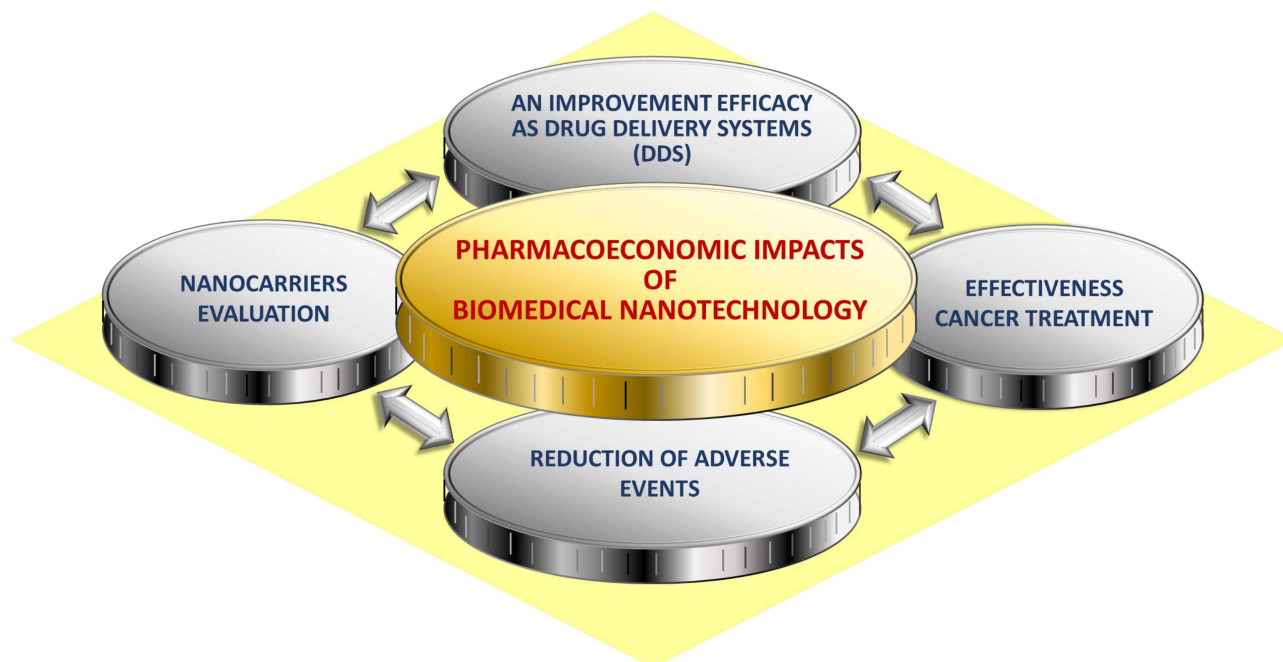 AN IMPROVEMENT EFFICACY
AS DRUG DELIVERY SYSTEMS
(DDS)
PHARMACOECONOMIC IMPACTS
OF
BIOMEDICAL NANOTECHNOLOGY
NANOCARRIERS
EVALUATION
EFFECTIVENESS
CANCER TREATMENT
REDUCTION OF ADVERSE
EVENTS